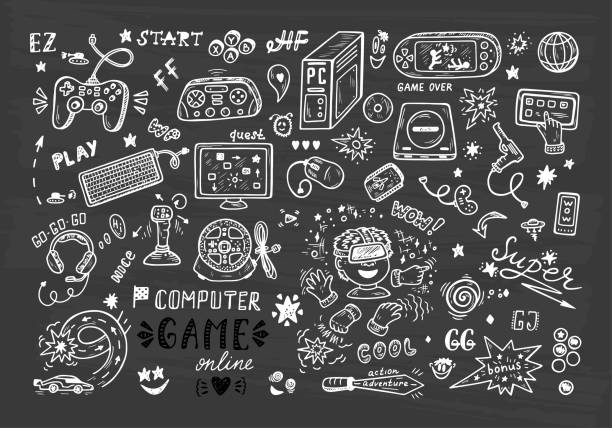 EZ
START
HF
FF
PC
GAME OVER
PLAY
quest
WOW!
WOW
GO-GO-GO
Super
COMPUTER
GAME
online
COOL
GG
GJ
action
adventure
bonus